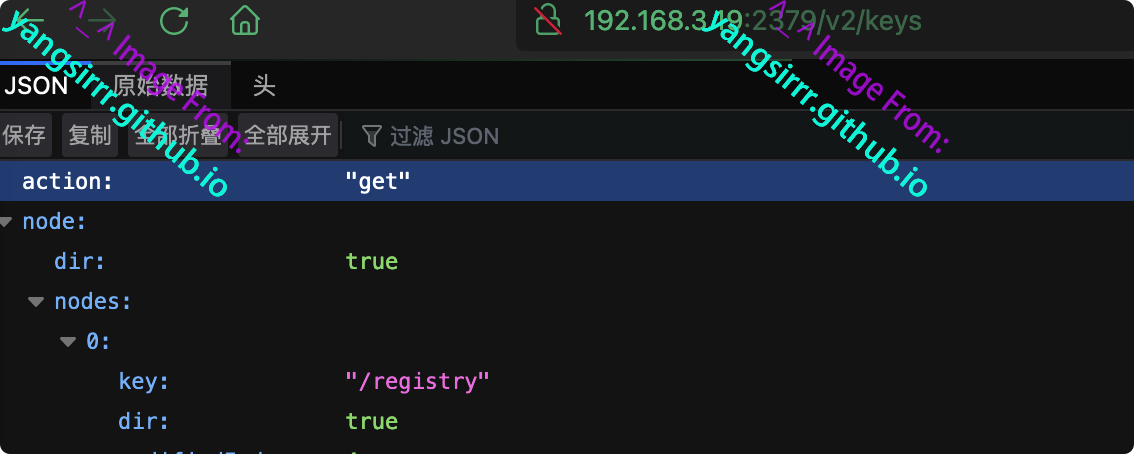 192.168.3.49:2379/v2/keys
JSON 原始数据 头
保存 复制 全部折叠 全部展开 过滤 JSON
action: "get"
node:
dir: true
nodes:
0:
key: "/registry"
dir: true
^_^ Image From:
yangsirrr.github.io
^_^ Image From:
yangsirrr.github.io